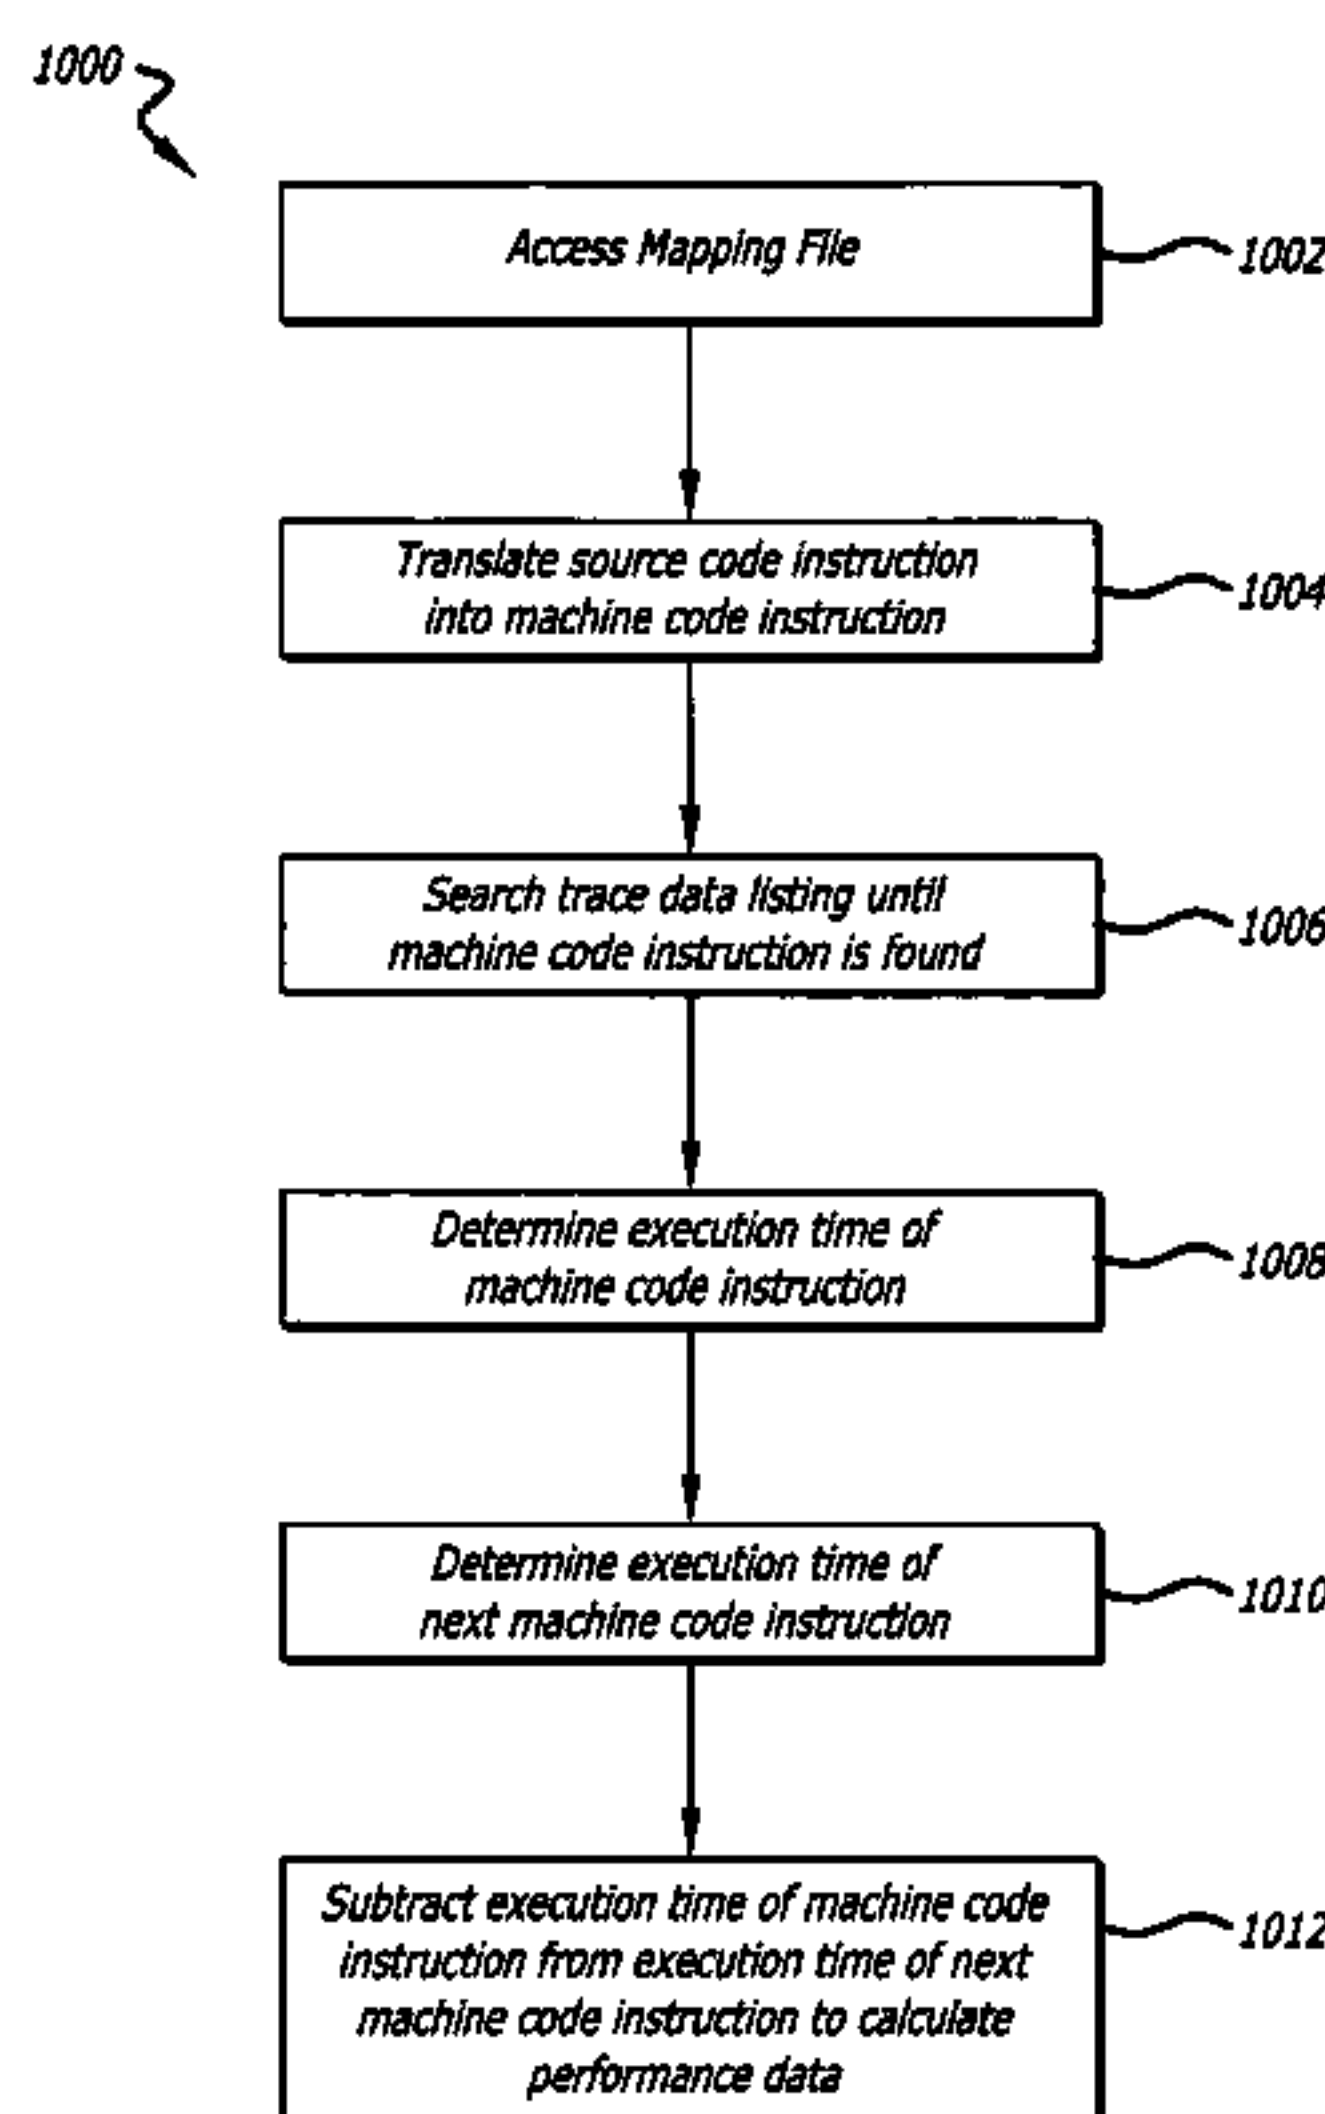 1000
Access Mapping File
1002
Translate source code instruction
into machine code instruction
1004
Search trace data listing until
machine code instruction is found
1006
Determine execution time of
machine code instruction
1008
Determine execution time of
next machine code instruction
1010
Subtract execution time of machine code
instruction from execution time of next
machine code instruction to calculate
performance data
1012